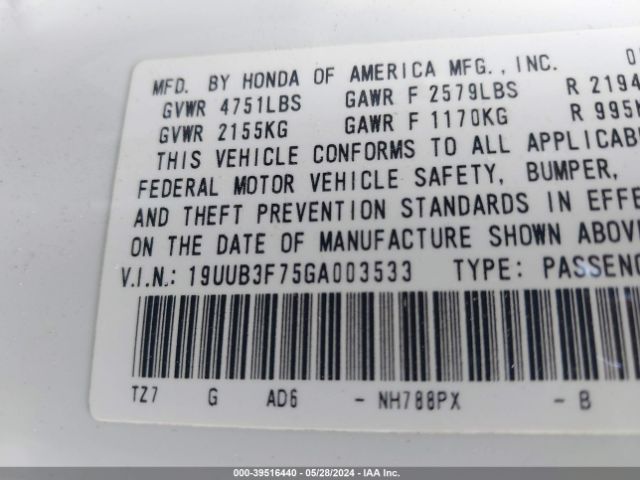 MFD. BY HONDA OF AMERICA MFG., INC. 0
GVWR 4751LBS GAWR F 2579LBS R 2194
GVWR 2155KG GAWR F 1170KG R 995
THIS VEHICLE CONFORMS TO ALL APPLICAB
FEDERAL MOTOR VEHICLE SAFETY, BUMPER,
AND THEFT PREVENTION STANDARDS IN EFFE
ON THE DATE OF MANUFACTURE SHOWN ABOV
V.I.N.: 19UUB3F75GA003533 TYPE: PASSEN
TZ7 G AD6 - NH788PX - B
000-39516440 - 05/28/2024 - IAA Inc.